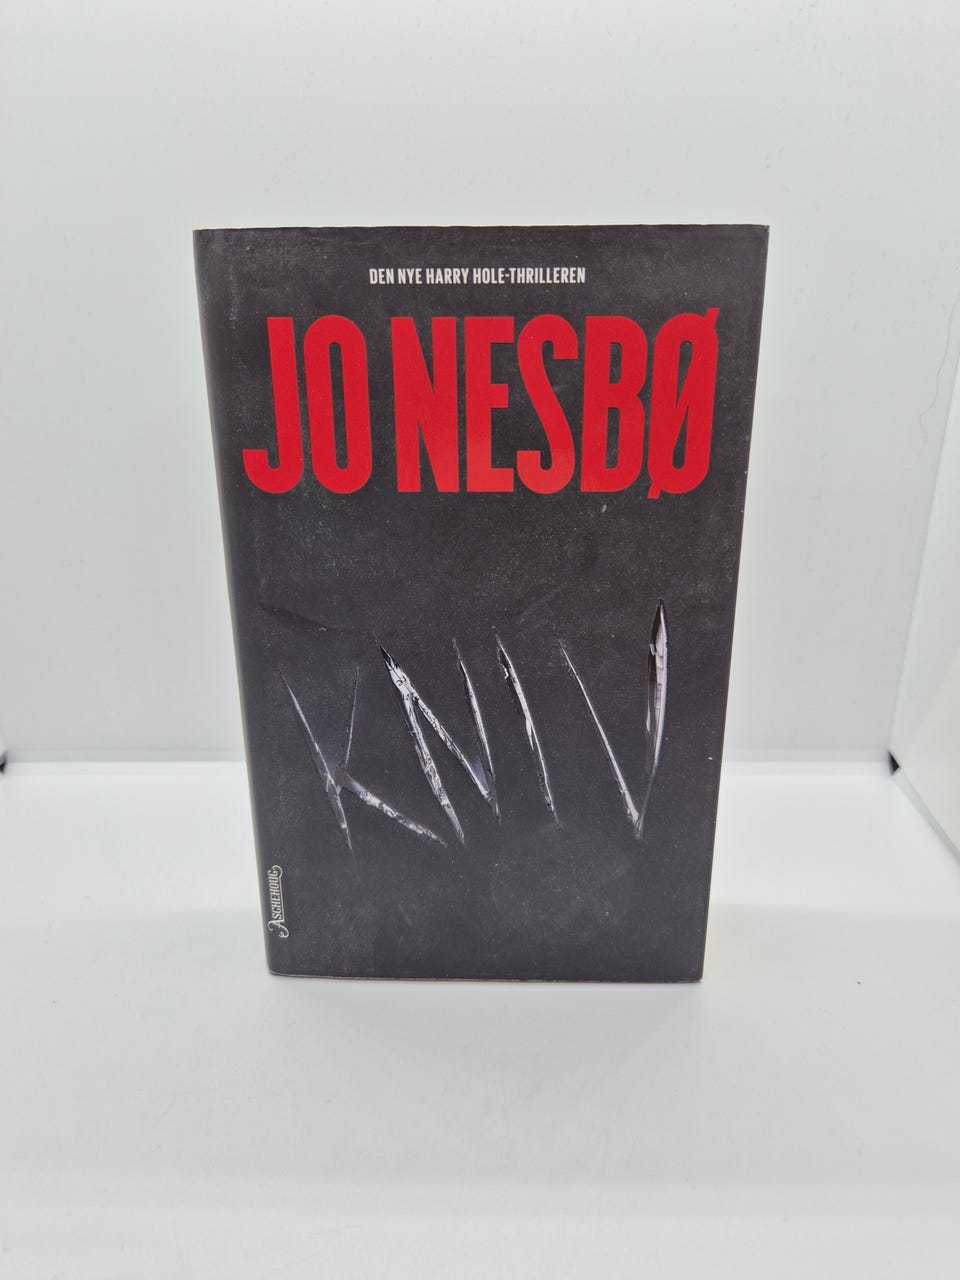 DEN NYE HARRY HOLE-THRILLEREN
JO NESBØ
KNIV
ASCHEHOUG